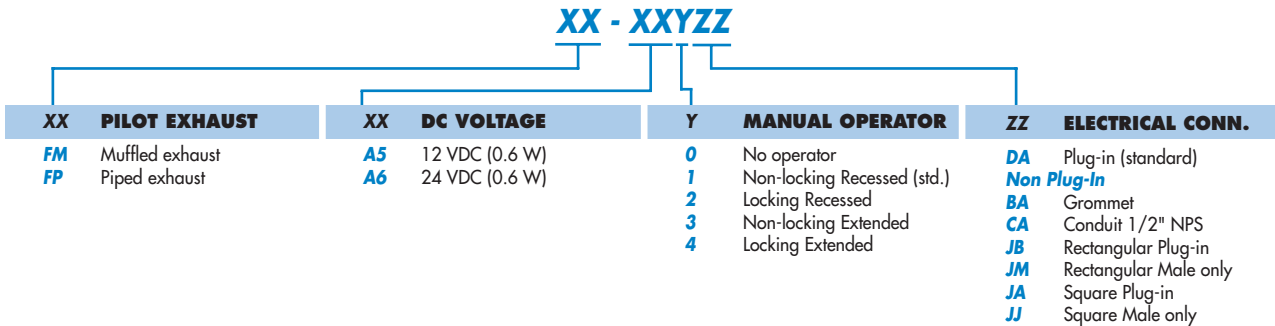 XX - XXYZZ
XX PILOT EXHAUST
FM Muffled exhaust
FP Piped exhaust
XX DC VOLTAGE
A5 12 VDC (0.6 W)
A6 24 VDC (0.6 W)
Y MANUAL OPERATOR
0 No operator
1 Non-locking Recessed (std.)
2 Locking Recessed
3 Non-locking Extended
4 Locking Extended
ZZ ELECTRICAL CONN.
DA Plug-in (standard)
Non Plug-In
BA Grommet
CA Conduit 1/2" NPS
JB Rectangular Plug-in
JM Rectangular Male only
JA Square Plug-in
JJ Square Male only